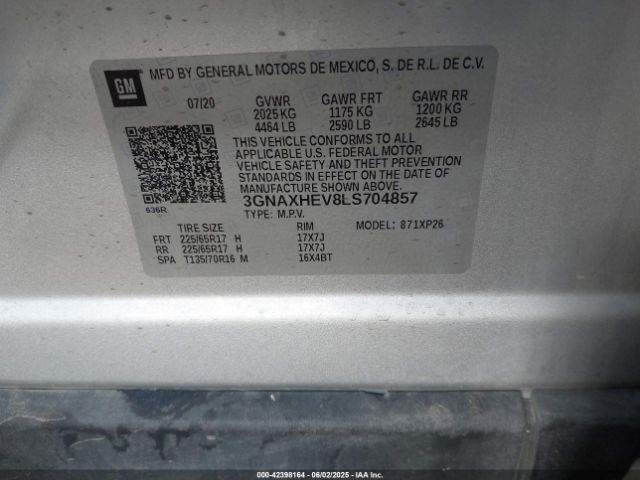 GM
MFD BY GENERAL MOTORS DE MEXICO, S. DE R.L. DE C.V.
07/20 GVWR GAWR FRT GAWR RR
2025 KG 1175 KG 1200 KG
4464 LB 2590 LB 2645 LB
THIS VEHICLE CONFORMS TO ALL
APPLICABLE U.S. FEDERAL MOTOR
VEHICLE SAFETY AND THEFT PREVENTION
STANDARDS IN EFFECT ON THE DATE OF
MANUFACTURE SHOWN ABOVE.
3GNAXHEV8LS704857
636R
TYPE: M.P.V. MODEL: 871XP26
TIRE SIZE RIM
FRT 225/65R17 H 17X7J
RR 225/65R17 H 17X7J
SPA T135/70R16 M 16X4BT
00-42398164 - 06/02/2025 - IAA Inc.